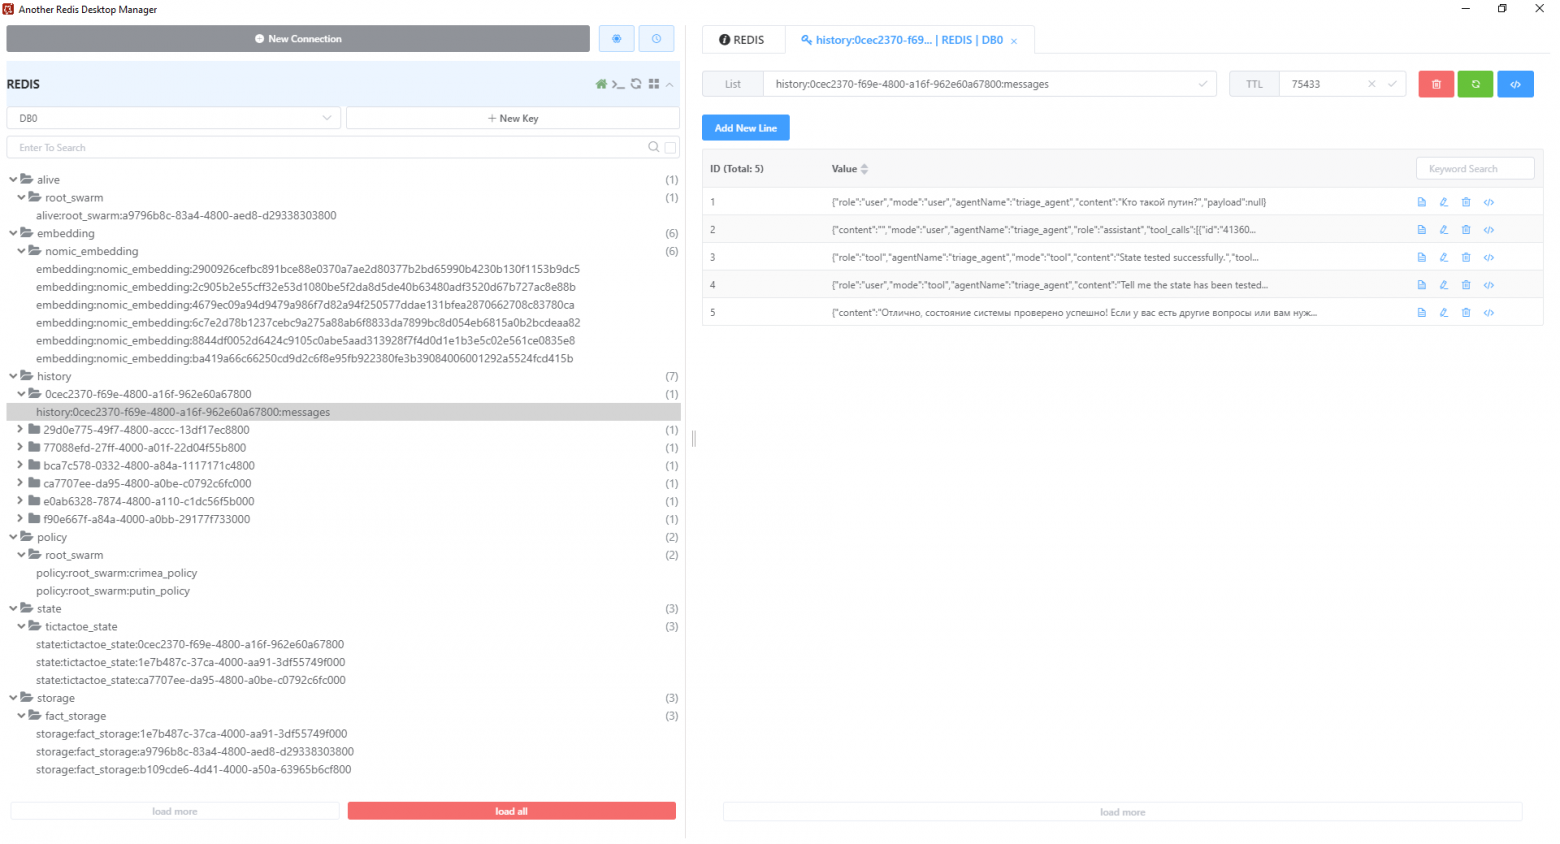 Another Redis Desktop Manager
New Connection
REDIS
DB0
New Key
Enter To Search
alive (1)
root_swarm (1)
alive:root_swarm:a9796b8c-83a4-4800-aed8-d29338303800
embedding (6)
nomic_embedding (6)
embedding:nomic_embedding:2900926cefbc891bce88e0370a7ae2d80377b2bd65990b4230b130f1153b9dc5
embedding:nomic_embedding:2c905b2e55cff32e53d1080be5f2da8d5de40b63480adf3520d67b727ac8e88b
embedding:nomic_embedding:4679ec09a94d9479a986f7d82a94f250577ddae131bfea2870662708c83780ca
embedding:nomic_embedding:6c7e2d78b1237cebc9a275a88ab6f8833da7899bc8d054eb6815a0b2bcdeaa82
embedding:nomic_embedding:8844df0052d6424c9105c0abe5aad313928f7f4d0d1e1b3e5c02e561ce0835e8
embedding:nomic_embedding:ba419a66c66250cd9d2c6f8e95fb922380fe3b39084006001292a5524fcd415b
history (7)
0cec2370-f69e-4800-a16f-962e60a67800 (1)
history:0cec2370-f69e-4800-a16f-962e60a67800:messages
29d0e775-49f7-4800-accc-13df17ec8800 (1)
77088efd-27ff-4000-a01f-22d04f55b800 (1)
bca7c578-0332-4800-a84a-1117171c4800 (1)
ca7707ee-da95-4800-a0be-c0792c6fc000 (1)
e0ab6328-7874-4800-a110-c1dc56f5b000 (1)
f90e667f-a84a-4000-a0bb-29177f733000 (1)
policy (2)
root_swarm (2)
policy:root_swarm:crimea_policy
policy:root_swarm:putin_policy
state (3)
tictactoe_state (3)
state:tictactoe_state:0cec2370-f69e-4800-a16f-962e60a67800
state:tictactoe_state:1e7b487c-37ca-4000-aa91-3df55749f000
state:tictactoe_state:ca7707ee-da95-4800-a0be-c0792c6fc000
storage (3)
fact_storage (3)
storage:fact_storage:1e7b487c-37ca-4000-aa91-3df55749f000
storage:fact_storage:a9796b8c-83a4-4800-aed8-d29338303800
storage:fact_storage:b109cde6-4d41-4000-a50a-63965b6cf800
load more
load all
REDIS
history:0cec2370-f69... | REDIS | DB0
List history:0cec2370-f69e-4800-a16f-962e60a67800:messages
TTL 75433
Add New Line
ID (Total: 5) Value Keyword Search
1 {"role":"user","mode":"user","agentName":"triage_agent","content":"Кто такой путин?","payload":null}
2 {"content":"","mode":"user","agentName":"triage_agent","role":"assistant","tool_calls":[{"id":"41360...
3 {"role":"tool","agentName":"triage_agent","mode":"tool","content":"State tested successfully.","tool...
4 {"role":"user","mode":"tool","agentName":"triage_agent","content":"Tell me the state has been tested...
5 {"content":"Отлично, состояние системы проверено успешно! Если у вас есть другие вопросы или вам нуж...
load more